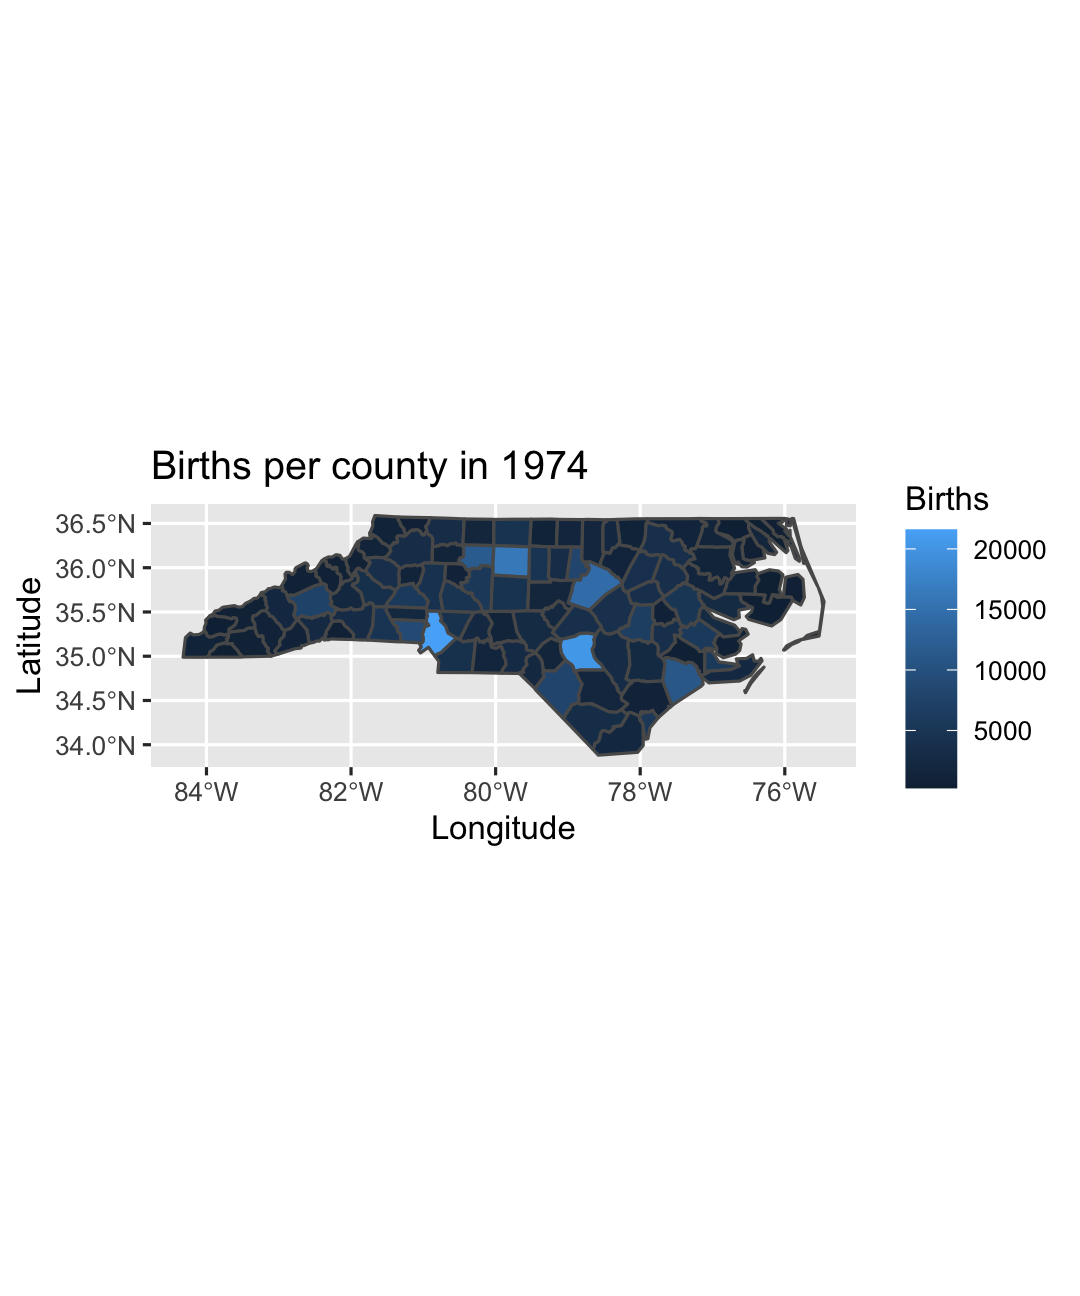 Births per county in 1974
36.5°N
36.0°N
35.5°N
35.0°N
34.5°N
34.0°N
Latitude
84°W 82°W 80°W 78°W 76°W
Longitude
Births
20000
15000
10000
5000